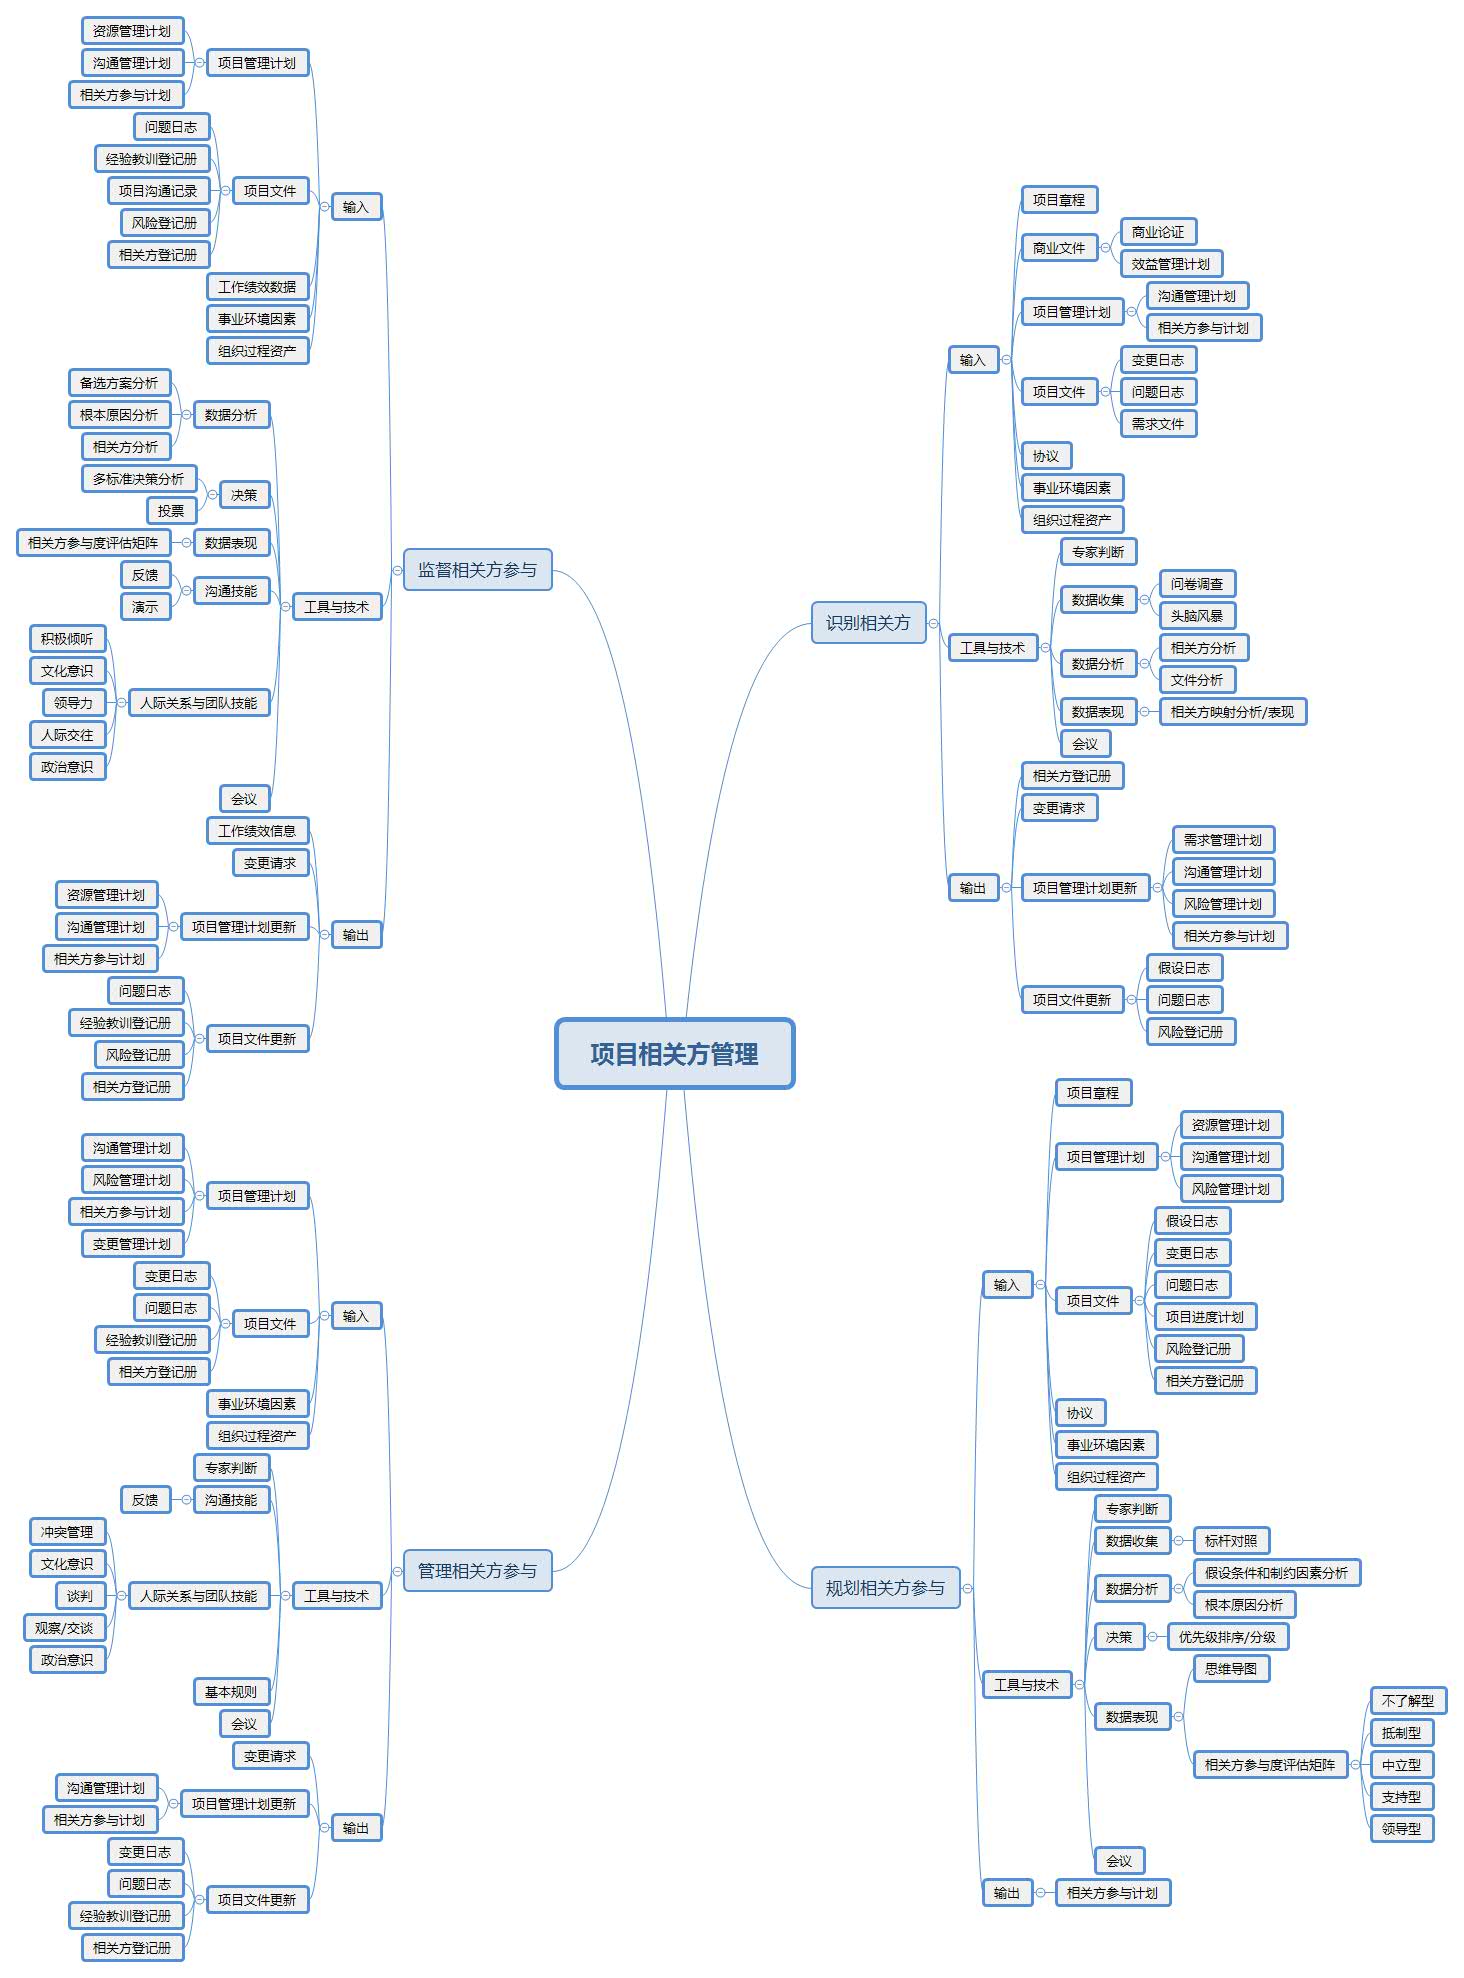 项目相关方管理
识别相关方
输入
项目章程
商业文件
商业论证
效益管理计划
项目管理计划
沟通管理计划
相关方参与计划
项目文件
变更日志
问题日志
需求文件
协议
事业环境因素
组织过程资产
工具与技术
专家判断
数据收集
问卷调查
头脑风暴
数据分析
相关方分析
文件分析
数据表现
相关方映射分析/表现
会议
输出
相关方登记册
变更请求
项目管理计划更新
需求管理计划
沟通管理计划
风险管理计划
相关方参与计划
项目文件更新
假设日志
问题日志
风险登记册
规划相关方参与
输入
项目章程
项目管理计划
资源管理计划
沟通管理计划
风险管理计划
项目文件
假设日志
变更日志
问题日志
项目进度计划
风险登记册
相关方登记册
协议
事业环境因素
组织过程资产
工具与技术
专家判断
数据收集
标杆对照
数据分析
假设条件和制约因素分析
根本原因分析
决策
优先级排序/分级
数据表现
思维导图
相关方参与度评估矩阵
不了解型
抵制型
中立型
支持型
领导型
会议
输出
相关方参与计划
管理相关方参与
输入
项目管理计划
沟通管理计划
风险管理计划
相关方参与计划
变更管理计划
项目文件
变更日志
问题日志
经验教训登记册
相关方登记册
事业环境因素
组织过程资产
工具与技术
专家判断
沟通技能
反馈
人际关系与团队技能
冲突管理
文化意识
谈判
观察/交谈
政治意识
基本规则
会议
输出
变更请求
项目管理计划更新
沟通管理计划
相关方参与计划
项目文件更新
变更日志
问题日志
经验教训登记册
相关方登记册
监督相关方参与
输入
项目管理计划
资源管理计划
沟通管理计划
相关方参与计划
项目文件
问题日志
经验教训登记册
项目沟通记录
风险登记册
相关方登记册
工作绩效数据
事业环境因素
组织过程资产
工具与技术
数据分析
备选方案分析
根本原因分析
相关方分析
决策
多标准决策分析
投票
数据表现
相关方参与度评估矩阵
沟通技能
反馈
演示
人际关系与团队技能
积极倾听
文化意识
领导力
人际交往
政治意识
会议
输出
工作绩效信息
变更请求
项目管理计划更新
资源管理计划
沟通管理计划
相关方参与计划
项目文件更新
问题日志
经验教训登记册
风险登记册
相关方登记册